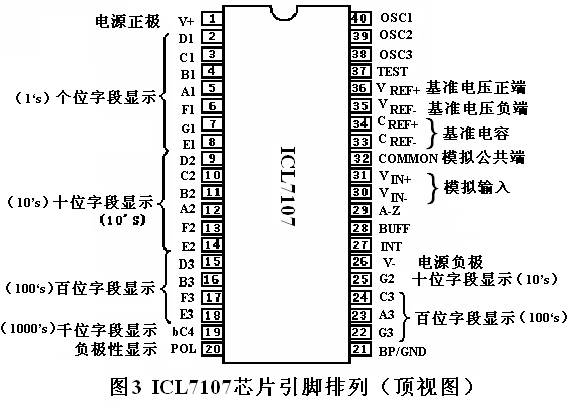 电源正极 V+ 1 40 OSC1
D1 2 39 OSC2
C1 3 38 OSC3
B1 4 37 TEST
(1's) 个位字段显示 A1 5 36 V REF+ 基准电压正端
F1 6 35 V REF- 基准电压负端
G1 7 34 C REF+
E1 8 33 C REF- 基准电容
D2 9 32 COMMON 模拟公共端
C2 10 31 V IN+
(10's) 十位字段显示 B2 11 30 V IN- 模拟输入
(10"S) A2 12 29 A-Z
F2 13 28 BUFF
E2 14 27 INT
D3 15 26 V- 电源负极
(100's) 百位字段显示 B3 16 25 G2 十位字段显示 (10's)
F3 17 24 C3
E3 18 23 A3 百位字段显示 (100's)
(1000's) 千位字段显示 bC4 19 22 G3
负极性显示 POL 20 21 BP/GND
ICL7107
图3 ICL7107芯片引脚排列（顶视图）